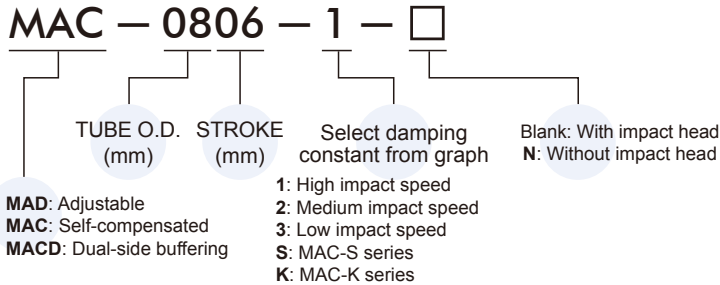 MAC — 0806 — 1 — □
TUBE O.D.
(mm)
STROKE
(mm)
Select damping
constant from graph
Blank: With impact head
N: Without impact head
MAD: Adjustable
MAC: Self-compensated
MACD: Dual-side buffering
1: High impact speed
2: Medium impact speed
3: Low impact speed
S: MAC-S series
K: MAC-K series